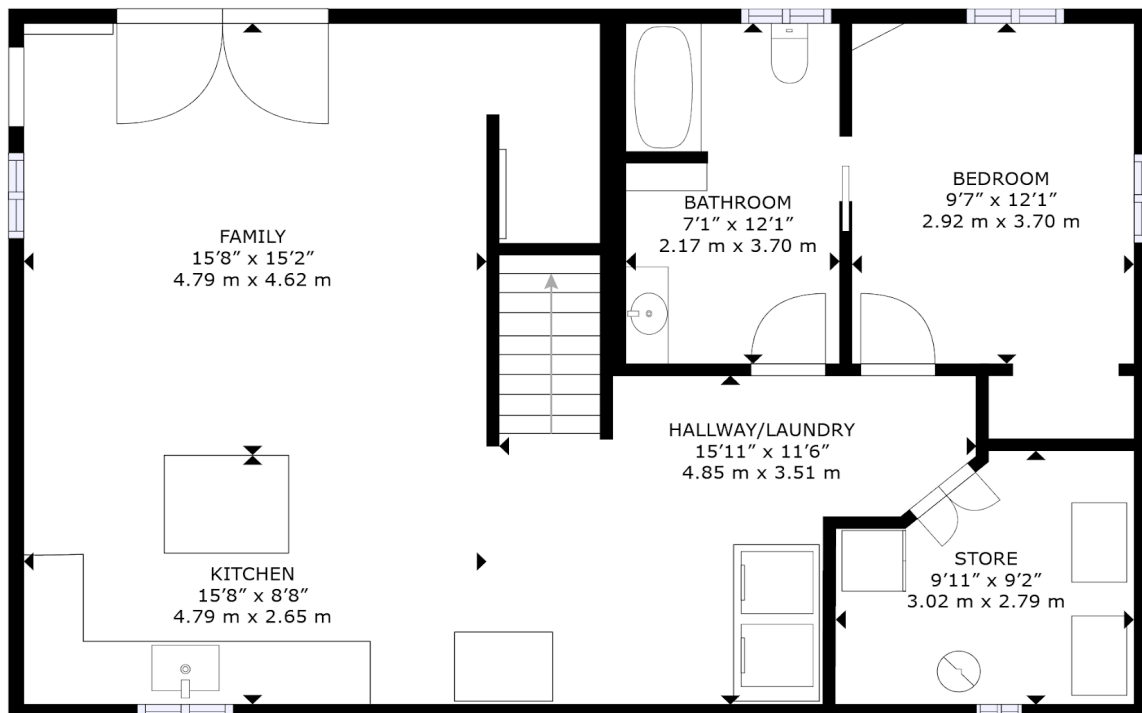 FAMILY
15’8” x 15’2”
4.79 m x 4.62 m
BATHROOM
7’1” x 12’1”
2.17 m x 3.70 m
BEDROOM
9’7” x 12’1”
2.92 m x 3.70 m
HALLWAY/LAUNDRY
15’11” x 11’6”
4.85 m x 3.51 m
KITCHEN
15’8” x 8’8”
4.79 m x 2.65 m
STORE
9’11” x 9’2”
3.02 m x 2.79 m